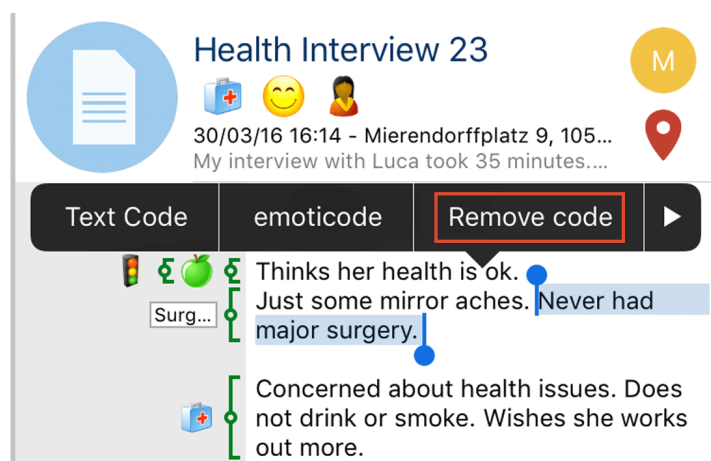 Health Interview 23
M
30/03/16 16:14 - Mierendorffplatz 9, 105...
My interview with Luca took 35 minutes....
Text Code
emoticode
Remove code
Thinks her health is ok.
Just some mirror aches. Never had
Surg...
major surgery.
Concerned about health issues. Does
not drink or smoke. Wishes she works
out more.